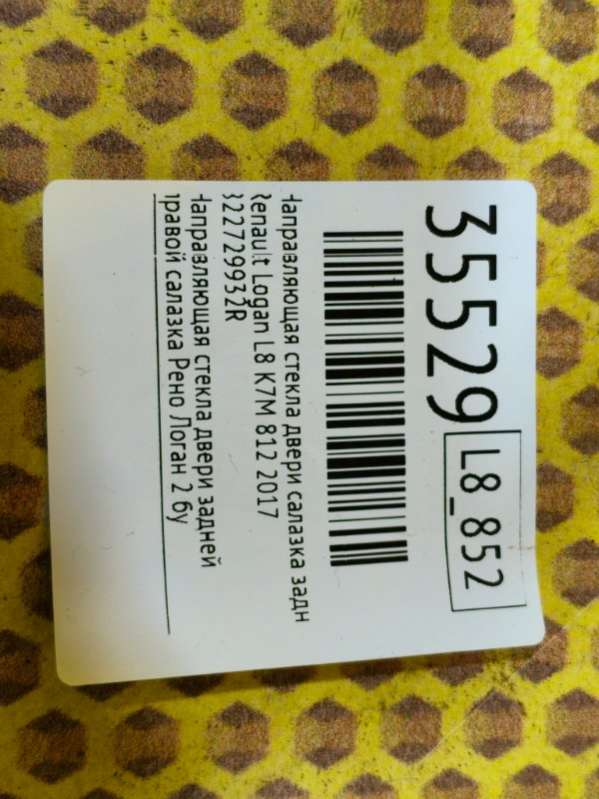 35529 L8_852
Направляющая стекла двери салазка задн
Renault Logan L8 K7M 812 2017
822729932R
Направляющая стекла двери задней
правой салазка Рено Логан 2 бу